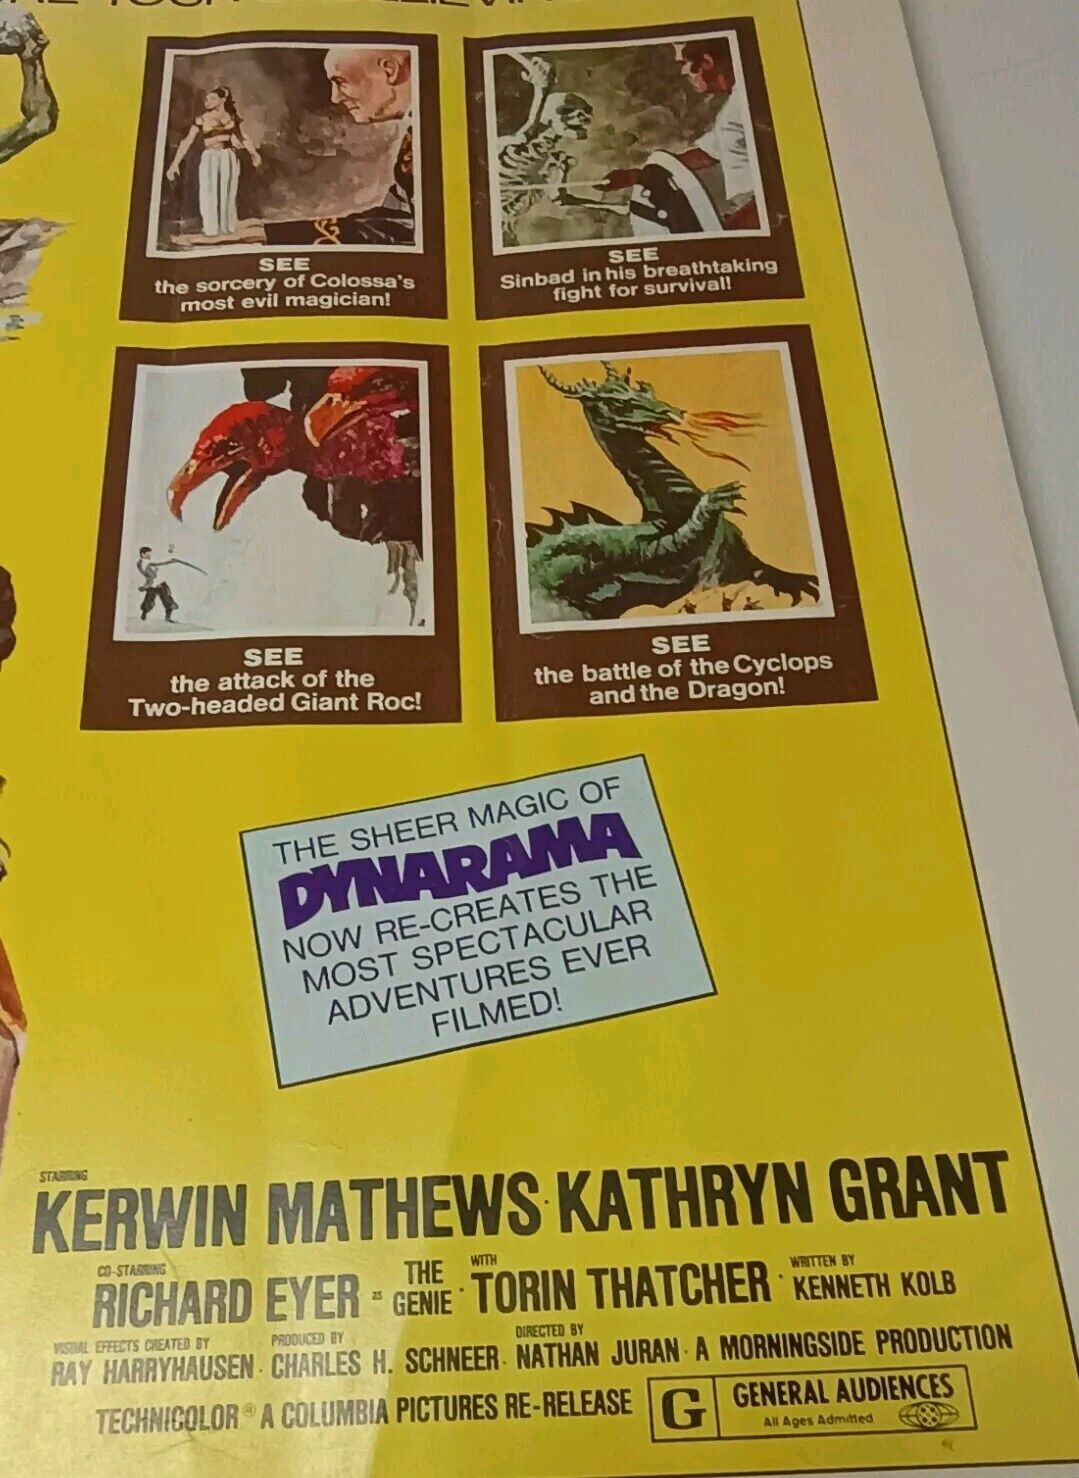 SEE
the sorcery of Colossa's
most evil magician!
SEE
Sinbad in his breathtaking
fight for survival!
SEE
the attack of the
Two-headed Giant Roc!
SEE
the battle of the Cyclops
and the Dragon!
THE SHEER MAGIC OF
DYNARAMA
NOW RE-CREATES THE
MOST SPECTACULAR
ADVENTURES EVER
FILMED!
STARRING
KERWIN MATHEWS · KATHRYN GRANT
CO-STARRING RICHARD EYER as THE GENIE · WITH TORIN THATCHER · WRITTEN BY KENNETH KOLB
VISUAL EFFECTS CREATED BY RAY HARRYHAUSEN · PRODUCED BY CHARLES H. SCHNEER · DIRECTED BY NATHAN JURAN · A MORNINGSIDE PRODUCTION
TECHNICOLOR® A COLUMBIA PICTURES RE-RELEASE
G GENERAL AUDIENCES
All Ages Admitted